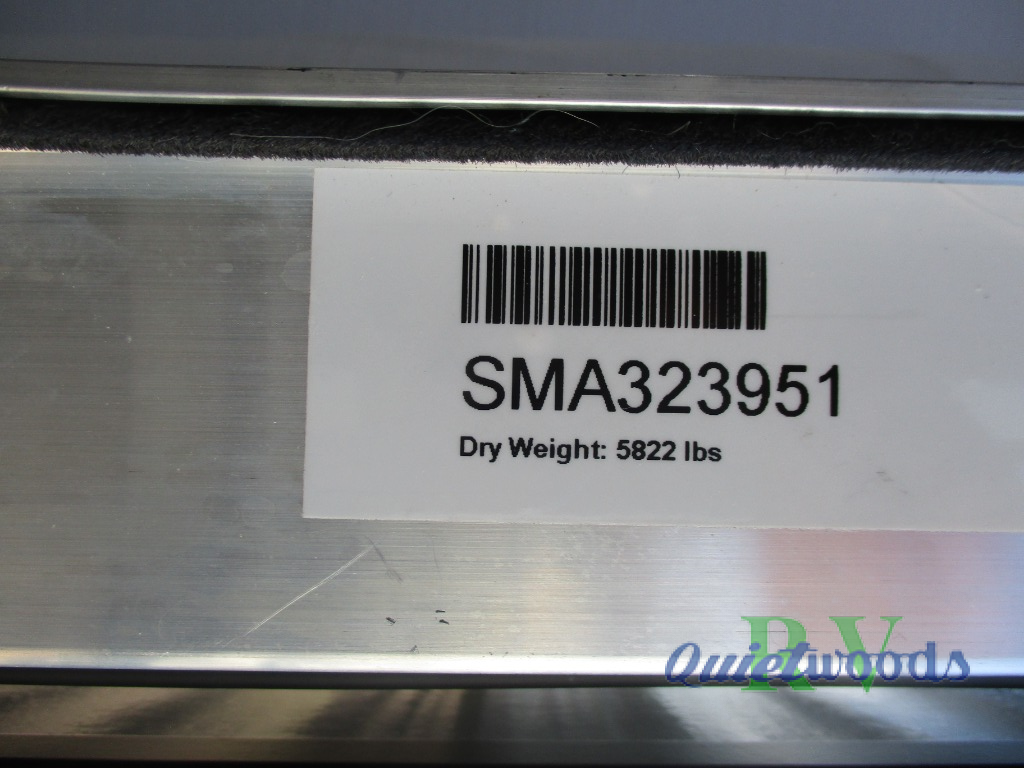 SMA323951
Dry Weight: 5822 lbs
RV
Quietwoods